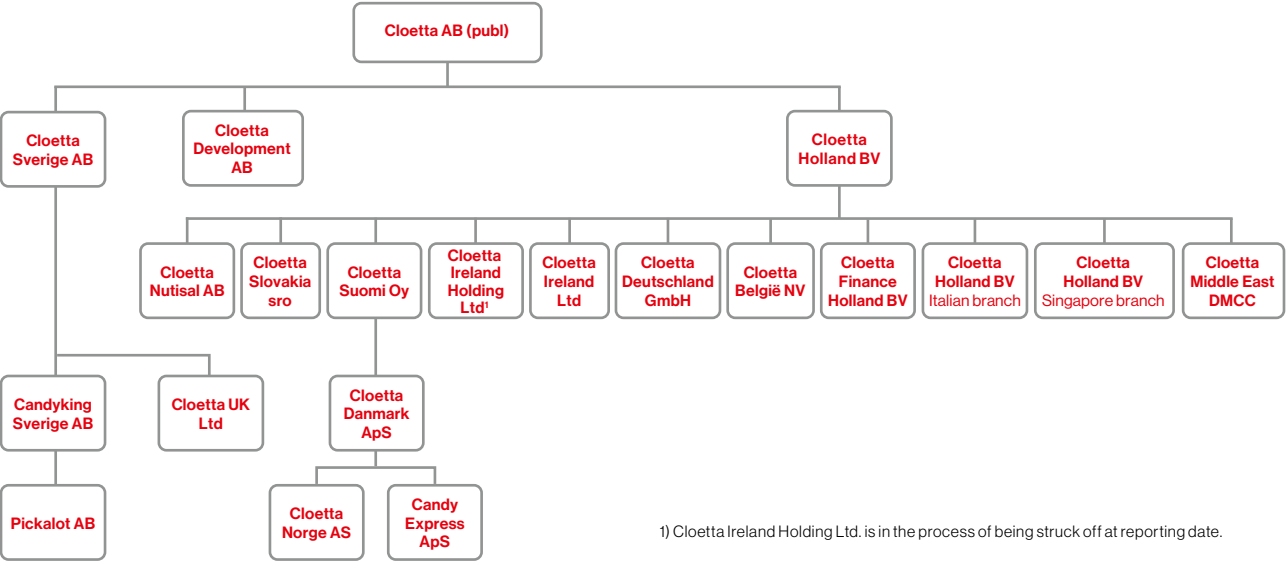 Cloetta AB (publ)
Cloetta
Sverige AB
Cloetta
Development
AB
Cloetta
Holland BV
Cloetta
Nutisal AB
Cloetta
Slovakia
sro
Cloetta
Suomi Oy
Cloetta
Ireland
Holding
Ltd¹
Cloetta
Ireland
Ltd
Cloetta
Deutschland
GmbH
Cloetta
België NV
Cloetta
Finance
Holland BV
Cloetta
Holland BV
Italian branch
Cloetta
Holland BV
Singapore branch
Cloetta
Middle East
DMCC
Candyking
Sverige AB
Cloetta UK
Ltd
Cloetta
Danmark
ApS
Pickalot AB
Cloetta
Norge AS
Candy
Express
ApS
1) Cloetta Ireland Holding Ltd. is in the process of being struck off at reporting date.